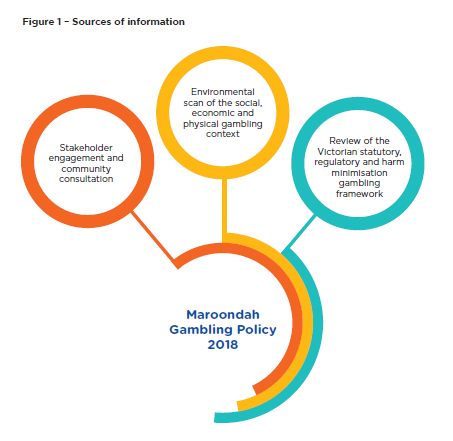 Figure 1 – Sources of information
Stakeholder
engagement and
community
consultation
Environmental
scan of the social,
economic and
physical gambling
context
Review of the
Victorian statutory,
regulatory and harm
minimisation
gambling
framework
Maroondah
Gambling Policy
2018